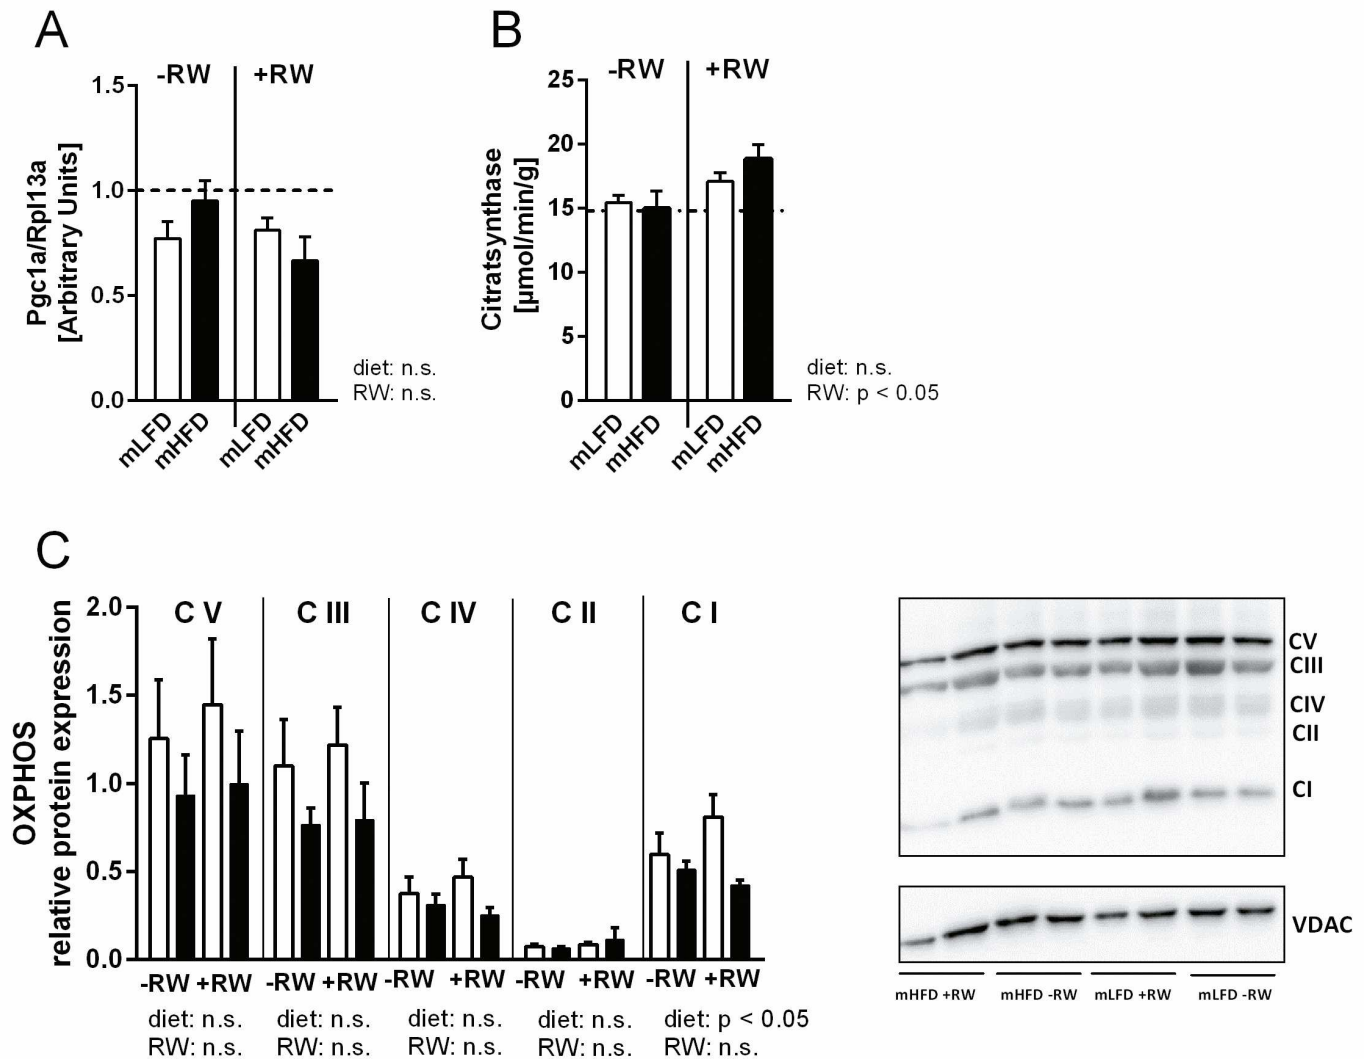 A
-RW
+RW
1.5
1.0
0.5
0.0
Pgc1a/Rpl13a
[Arbitrary Units]
mLFD
mHFD
mLFD
mHFD
diet: n.s.
RW: n.s.
B
-RW
+RW
25
20
15
10
5
0
Citratsynthase
[µmol/min/g]
mLFD
mHFD
mLFD
mHFD
diet: n.s.
RW: p < 0.05
C
OXPHOS
relative protein expression
2.0
1.5
1.0
0.5
0.0
C V
C III
C IV
C II
C I
-RW +RW
-RW +RW
-RW +RW
-RW +RW
-RW +RW
diet: n.s.
RW: n.s.
diet: n.s.
RW: n.s.
diet: n.s.
RW: n.s.
diet: n.s.
RW: n.s.
diet: p < 0.05
RW: n.s.
CV
CIII
CIV
CII
CI
VDAC
mHFD +RW
mHFD -RW
mLFD +RW
mLFD -RW